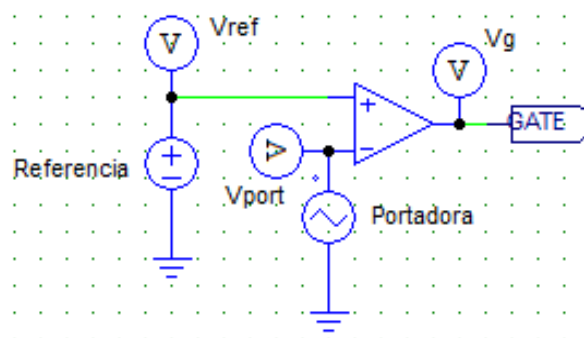 Vref
V
Vg
V
GATE
Referencia
V
Vport
Portadora